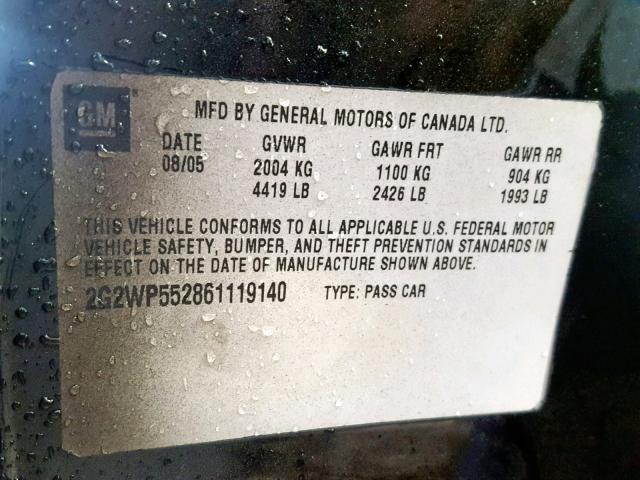 GM
MFD BY GENERAL MOTORS OF CANADA LTD.
DATE GVWR GAWR FRT GAWR RR
08/05 2004 KG 1100 KG 904 KG
4419 LB 2426 LB 1993 LB
THIS VEHICLE CONFORMS TO ALL APPLICABLE U.S. FEDERAL MOTOR
VEHICLE SAFETY, BUMPER, AND THEFT PREVENTION STANDARDS IN
EFFECT ON THE DATE OF MANUFACTURE SHOWN ABOVE.
2G2WP552861119140 TYPE: PASS CAR